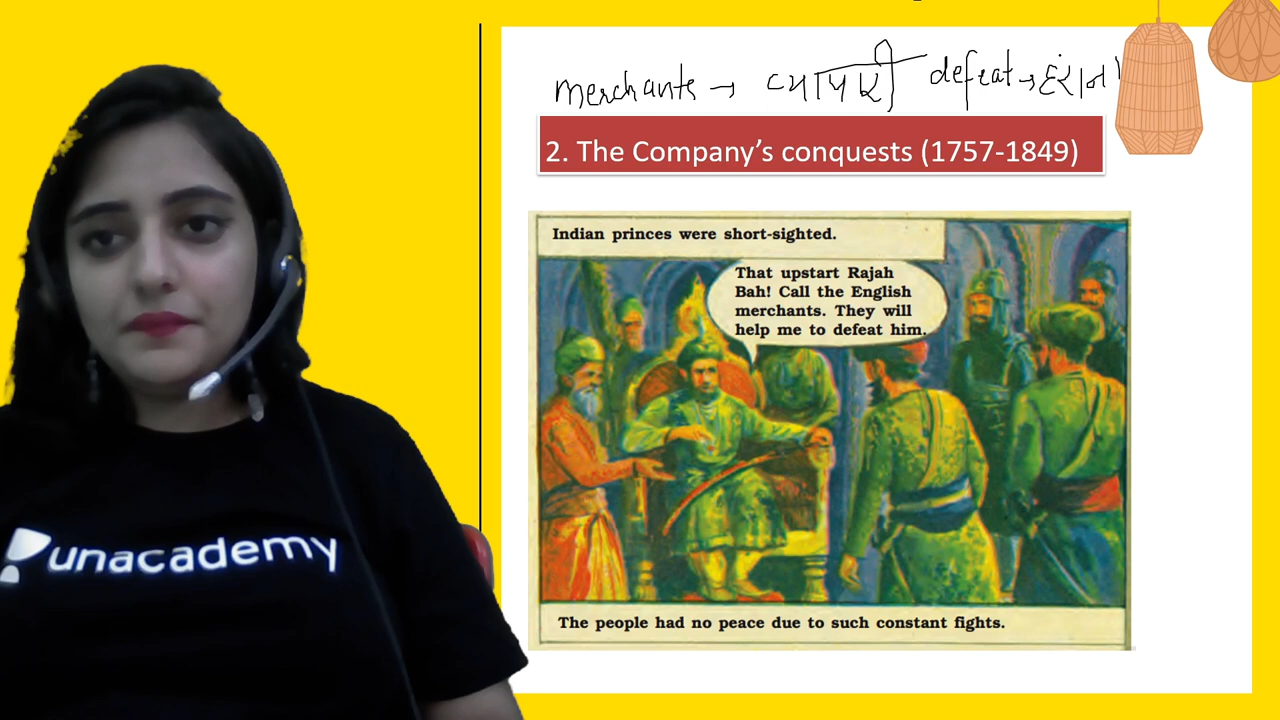 merchants → व्यापारी defeat →
2. The Company's conquests (1757-1849)
Indian princes were short-sighted.
That upstart Rajah
Bah! Call the English
merchants. They will
help me to defeat him.
The people had no peace due to such constant fights.
unacademy